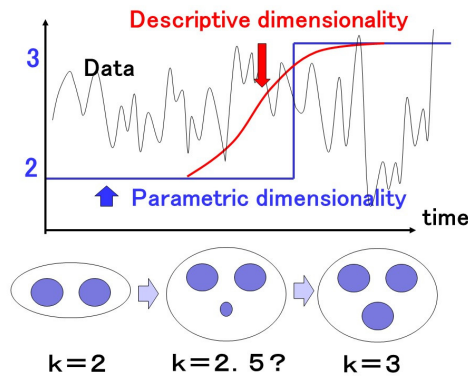 Descriptive dimensionality
3
Data
2
Parametric dimensionality
time
k=2
k=2.5?
k=3